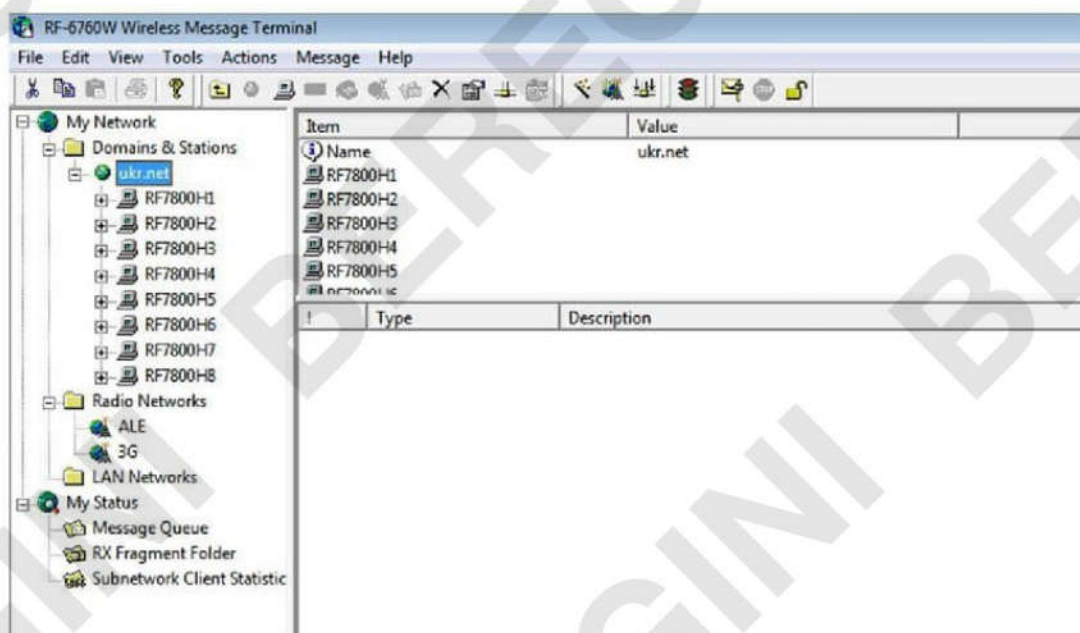 RF-6760W Wireless Message Terminal
File Edit View Tools Actions Message Help
My Network
Domains & Stations
ukr.net
RF7800H1
RF7800H2
RF7800H3
RF7800H4
RF7800H5
RF7800H6
RF7800H7
RF7800H8
Radio Networks
ALE
3G
LAN Networks
My Status
Message Queue
RX Fragment Folder
Subnetwork Client Statistic
Item Value
Name ukr.net
RF7800H1
RF7800H2
RF7800H3
RF7800H4
RF7800H5
RF7800H6
! Type Description
BEREGINI